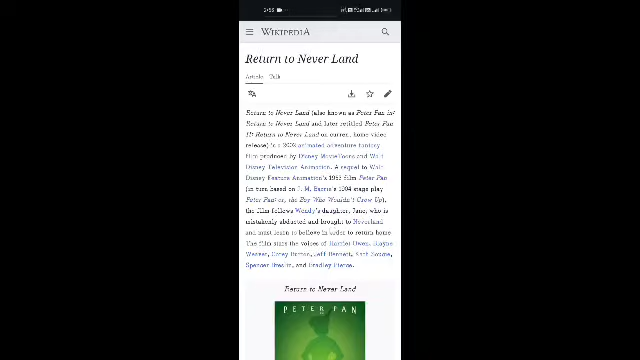 WIKIPEDIA
Return to Never Land
Article Talk
Return to Never Land (also known as Peter Pan in:
Return to Never Land and later retitled Peter Pan
II: Return to Never Land on current home video
release) is a 2002 animated adventure fantasy
film produced by Disney MovieToons and Walt
Disney Television Animation. A sequel to Walt
Disney Feature Animation's 1953 film Peter Pan
(in turn based on J. M. Barrie's 1904 stage play
Peter Pan; or, the Boy Who Wouldn't Grow Up),
the film follows Wendy's daughter, Jane, who is
mistakenly abducted and brought to Neverland
and must learn to believe in order to return home.
The film stars the voices of Harriet Owen, Blayne
Weaver, Corey Burton, Jeff Bennett, Kath Soucie,
Spencer Breslin, and Bradley Pierce.
Return to Never Land
PETER PAN